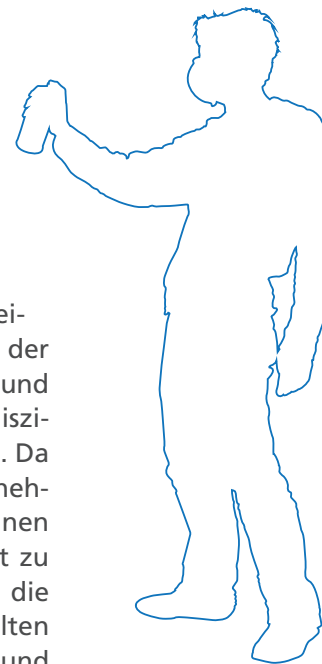 ei-
der
und
iszi-
. Da
neh-
nen
t zu
die
lten
und